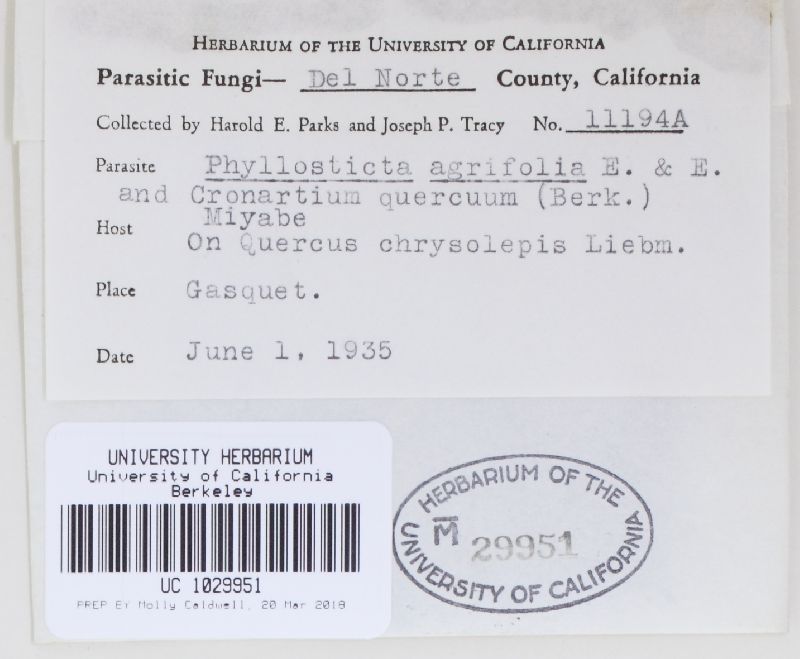 HERBARIUM OF THE UNIVERSITY OF CALIFORNIA
Parasitic Fungi— Del Norte County, California
Collected by Harold E. Parks and Joseph P. Tracy No. 11194A
Parasite Phyllosticta agrifolia E. & E.
and Cronartium quercuum (Berk.)
Miyabe
Host On Quercus chrysolepis Liebm.
Place Gasquet.
Date June 1, 1935
UNIVERSITY HERBARIUM
University of California
Berkeley
UC 1029951
PREP BY Molly Caldwell, 20 Mar 2018
HERBARIUM OF THE
M 29951
UNIVERSITY OF CALIFORNIA